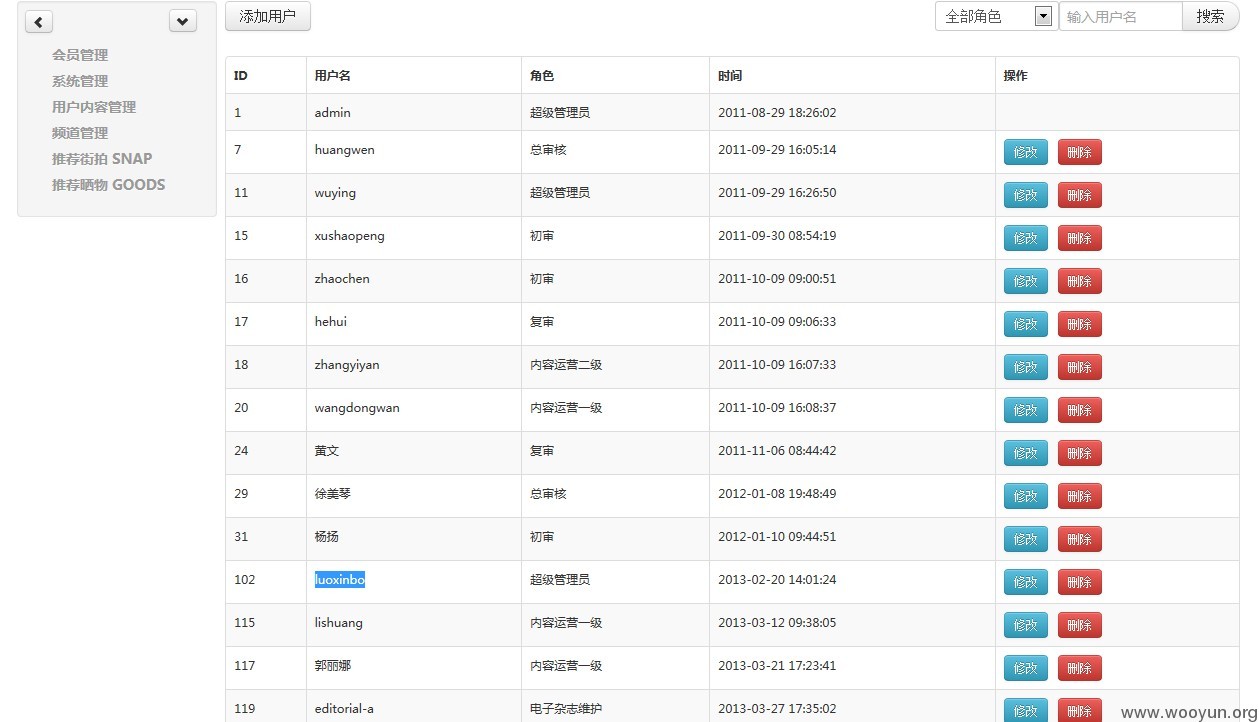 添加用户 全部角色 输入用户名 搜索
会员管理
系统管理
用户内容管理
频道管理
推荐街拍 SNAP
推荐晒物 GOODS
ID 用户名 角色 时间 操作
1 admin 超级管理员 2011-08-29 18:26:02
7 huangwen 总审核 2011-09-29 16:05:14 修改 删除
11 wuying 超级管理员 2011-09-29 16:26:50 修改 删除
15 xushaopeng 初审 2011-09-30 08:54:19 修改 删除
16 zhaochen 初审 2011-10-09 09:00:51 修改 删除
17 hehui 复审 2011-10-09 09:06:33 修改 删除
18 zhangyiyan 内容运营二级 2011-10-09 16:07:33 修改 删除
20 wangdongwan 内容运营一级 2011-10-09 16:08:37 修改 删除
24 黄文 复审 2011-11-06 08:44:42 修改 删除
29 徐美琴 总审核 2012-01-08 19:48:49 修改 删除
31 杨扬 初审 2012-01-10 09:44:51 修改 删除
102 luoxinbo 超级管理员 2013-02-20 14:01:24 修改 删除
115 lishuang 内容运营一级 2013-03-12 09:38:05 修改 删除
117 郭丽娜 内容运营一级 2013-03-21 17:23:41 修改 删除
119 editorial-a 电子杂志维护 2013-03-27 17:35:02 修改 删除
www.wooyun.org